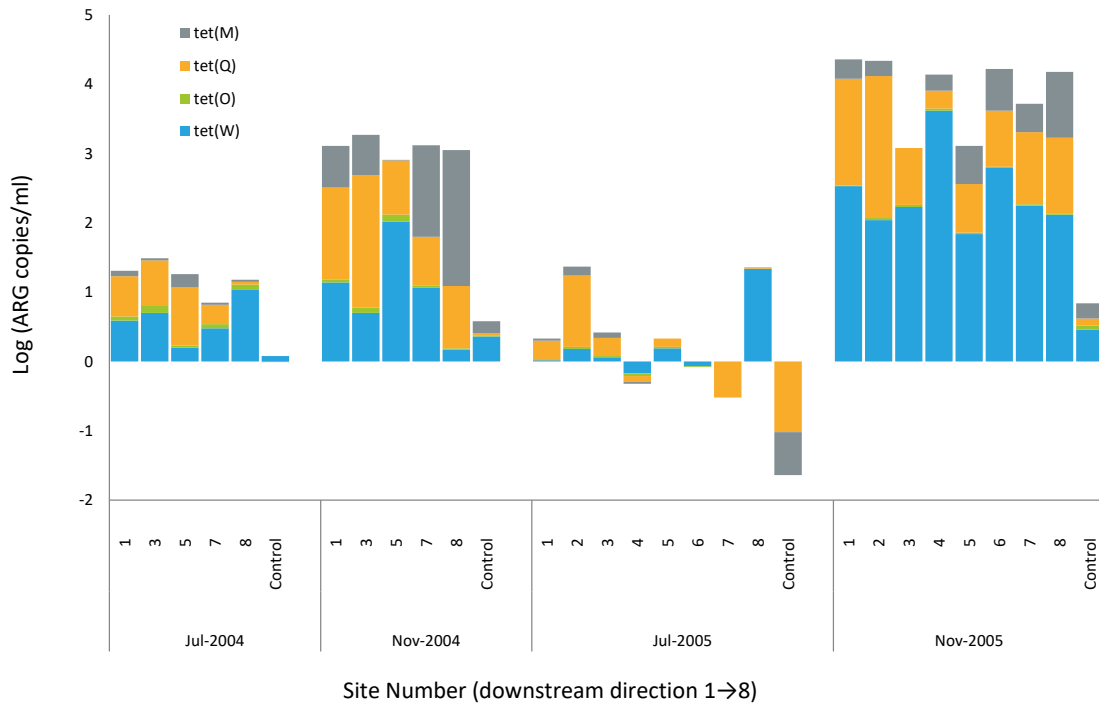 5
4
3
2
1
0
-1
-2
Log (ARG copies/ml)
tet(M)
tet(Q)
tet(O)
tet(W)
1 3 5 7 8 Control 1 3 5 7 8 Control 1 2 3 4 5 6 7 8 Control 1 2 3 4 5 6 7 8 Control
Jul-2004 Nov-2004 Jul-2005 Nov-2005
Site Number (downstream direction 1→8)